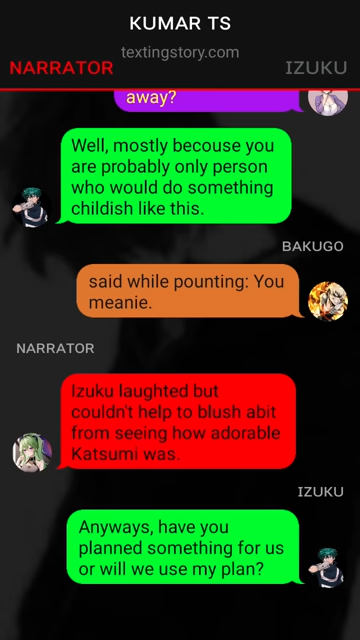 KUMAR TS
textingstory.com
NARRATOR
IZUKU
away?
Well, mostly becouse you
are probably only person
who would do something
childish like this.
BAKUGO
said while pounting: You
meanie.
NARRATOR
Izuku laughted but
couldn't help to blush abit
from seeing how adorable
Katsumi was.
IZUKU
Anyways, have you
planned something for us
or will we use my plan?